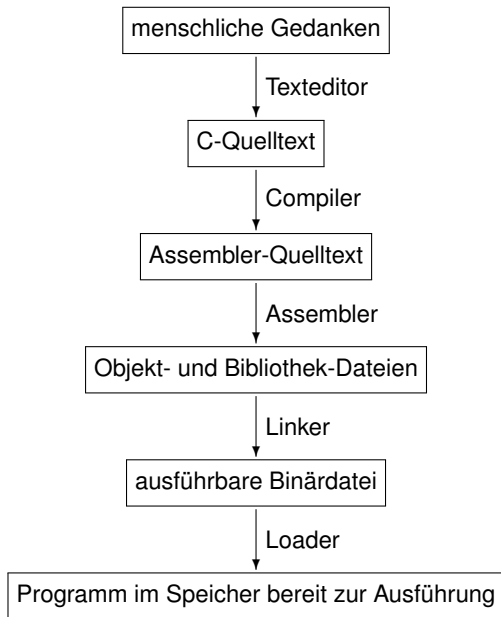 menschliche Gedanken
Texteditor
C-Quelltext
Compiler
Assembler-Quelltext
Assembler
Objekt- und Bibliothek-Dateien
Linker
ausführbare Binärdatei
Loader
Programm im Speicher bereit zur Ausführung